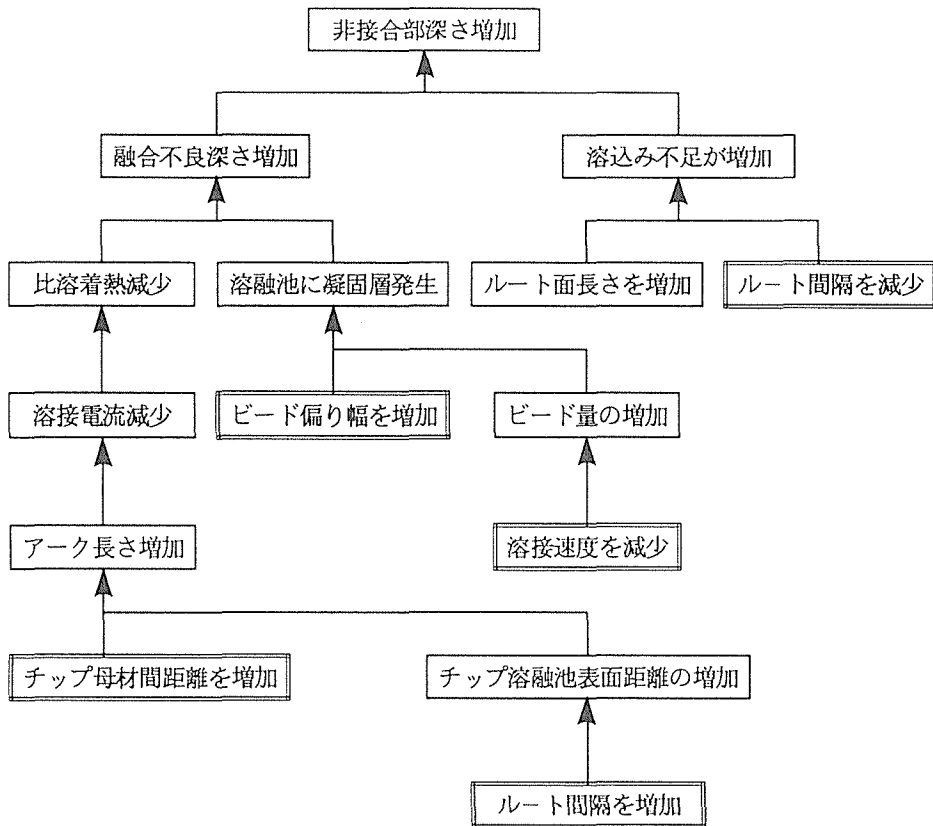 非接合部深さ増加
融合不良深さ増加
溶込み不足が増加
比溶着熱減少
溶融池に凝固層発生
ルート面長さを増加
ルート間隔を減少
溶接電流減少
ビード偏り幅を増加
ビード量の増加
アーク長さ増加
溶接速度を減少
チップ母材間距離を増加
チップ溶融池表面距離の増加
ルート間隔を増加